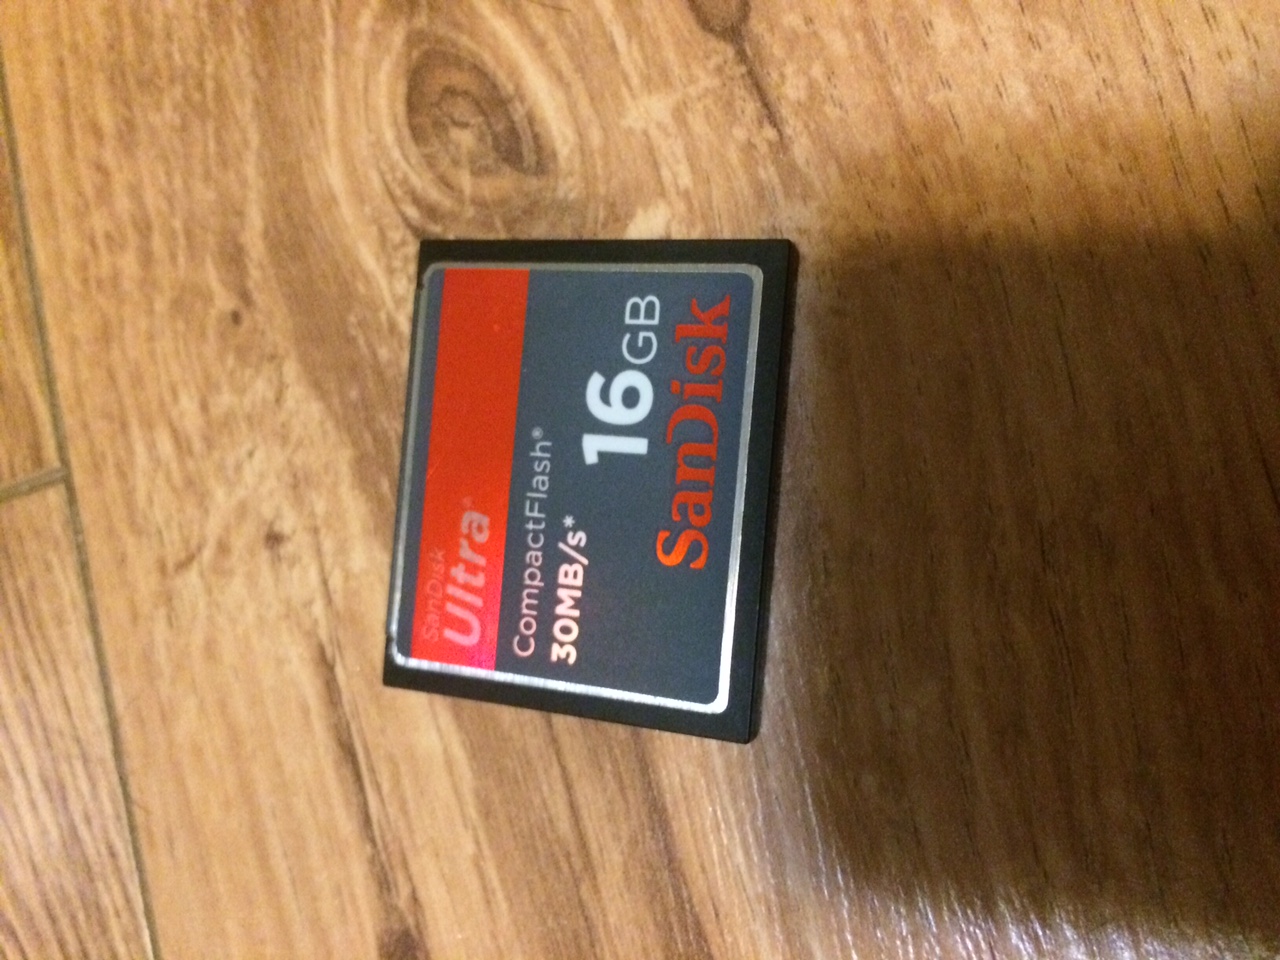 SanDisk
Ultra®
CompactFlash®
30MB/s*
16GB
SanDisk